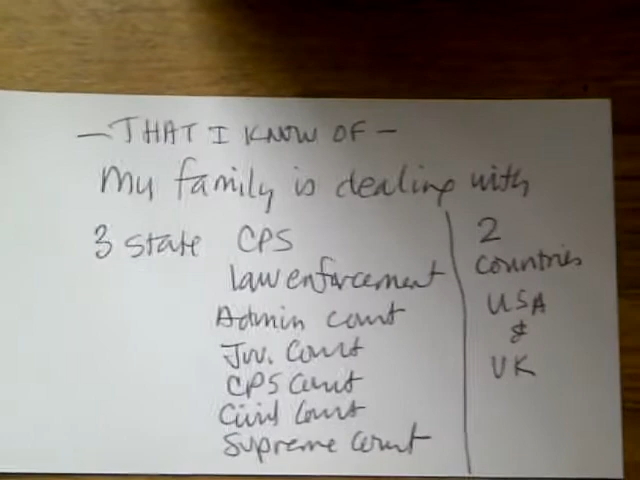 — THAT I KNOW OF —
My family is dealing with
3 state CPS
law enforcement
Admin court
Juv. Court
CPS Court
Civil Court
Supreme Court
2
Countries
USA
&
UK